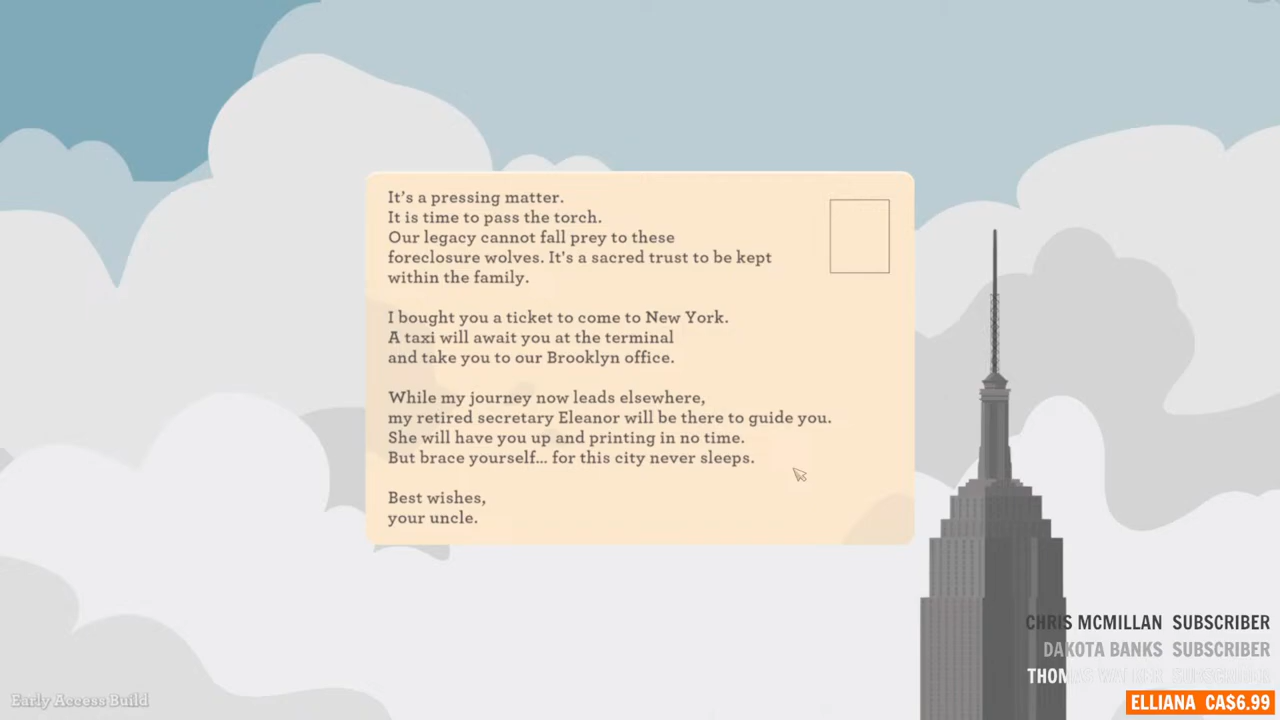 It's a pressing matter.
It is time to pass the torch.
Our legacy cannot fall prey to these
foreclosure wolves. It's a sacred trust to be kept
within the family.
I bought you a ticket to come to New York.
A taxi will await you at the terminal
and take you to our Brooklyn office.
While my journey now leads elsewhere,
my retired secretary Eleanor will be there to guide you.
She will have you up and printing in no time.
But brace yourself... for this city never sleeps.
Best wishes,
your uncle.
CHRIS MCMILLAN SUBSCRIBER
DAKOTA BANKS SUBSCRIBER
ELLIANA CA$6.99
Early Access Build